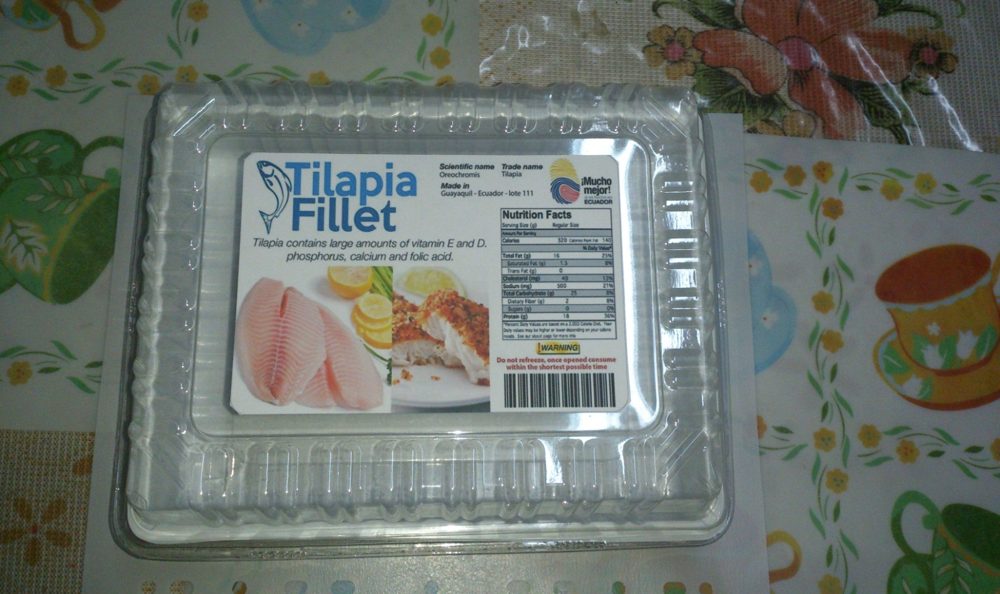 Tilapia
Fillet
Tilapia contains large amounts of vitamin E and D.
phosphorus, calcium and folic acid.
Scientific name
Oreochromis
Trade name
Tilapia
Made in
Guayaquil - Ecuador - lote 111
¡Mucho
mejor!
ECUADOR
Nutrition Facts
Serving Size (g) Regular Size
Amount Per Serving
Calories 320 Calories from Fat 140
% Daily Value*
Total Fat (g) 16 25%
Saturated Fat (g) 1.5 8%
Trans Fat (g) 0
Cholesterol (mg) 40 13%
Sodium (mg) 500 21%
Total Carbohydrate (g) 25 8%
Dietary Fiber (g) 2 8%
Sugars (g) 0 0%
Protein (g) 18 36%
*Percent Daily Values are based on a 2,000 Calorie Diet. Your
Daily values may be higher or lower depending on your calorie
needs. See our about page for more info
!WARNING
Do not refreeze, once opened consume
within the shortest possible time